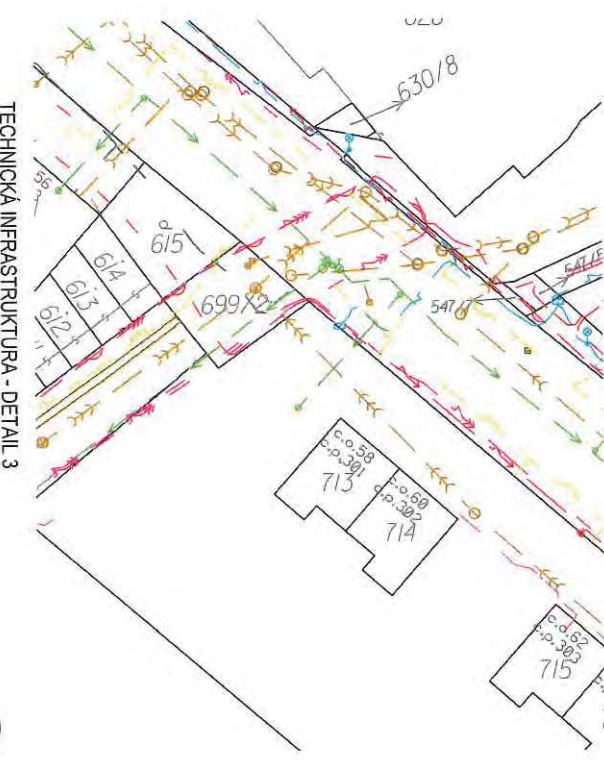 TECHNICKÁ INFRASTRUKTURA - DETAIL 3
630/8
615
614
613
612
699/2
547/7
č.o.58
č.p.301
713
č.o.60
č.p.302
714
č.o.62
č.p.303
715